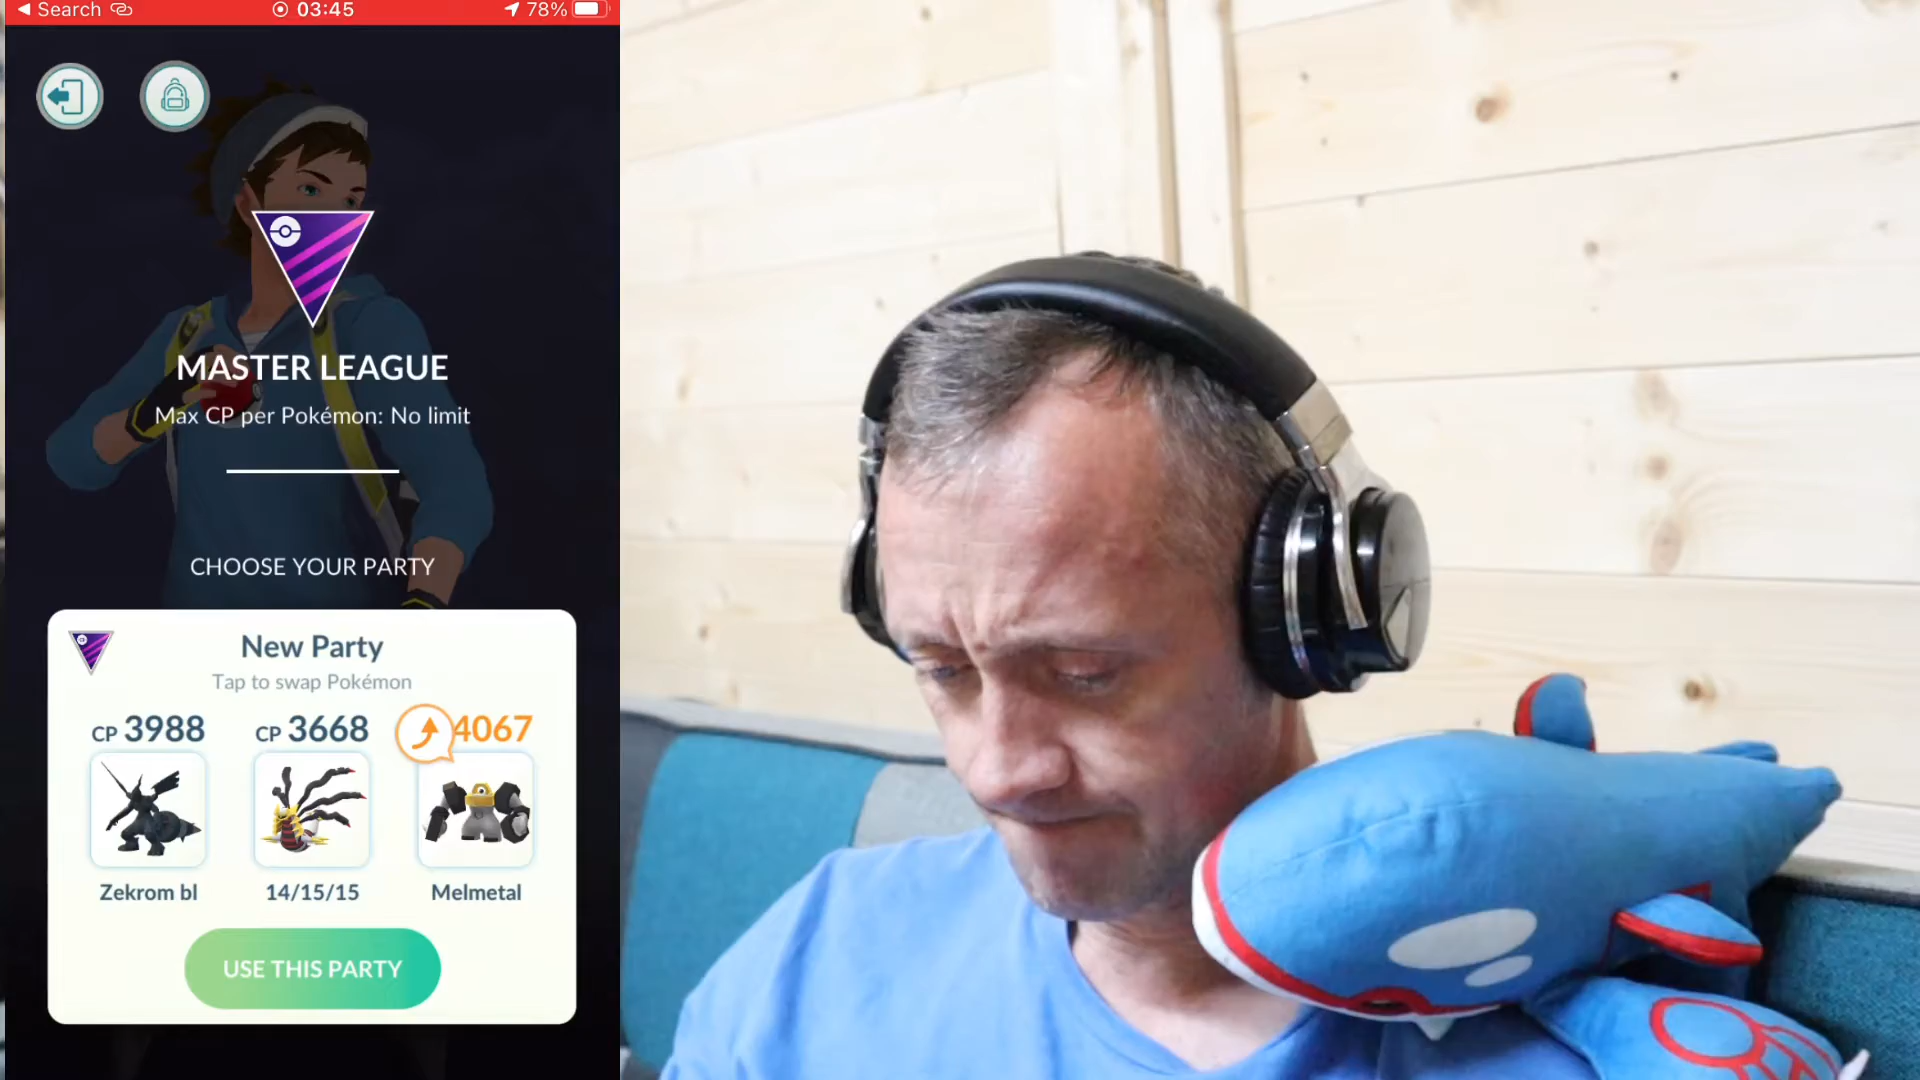 Search
03:45
78%
MASTER LEAGUE
Max CP per Pokémon: No limit
CHOOSE YOUR PARTY
New Party
Tap to swap Pokémon
CP 3988 CP 3668 4067
Zekrom bl 14/15/15 Melmetal
USE THIS PARTY